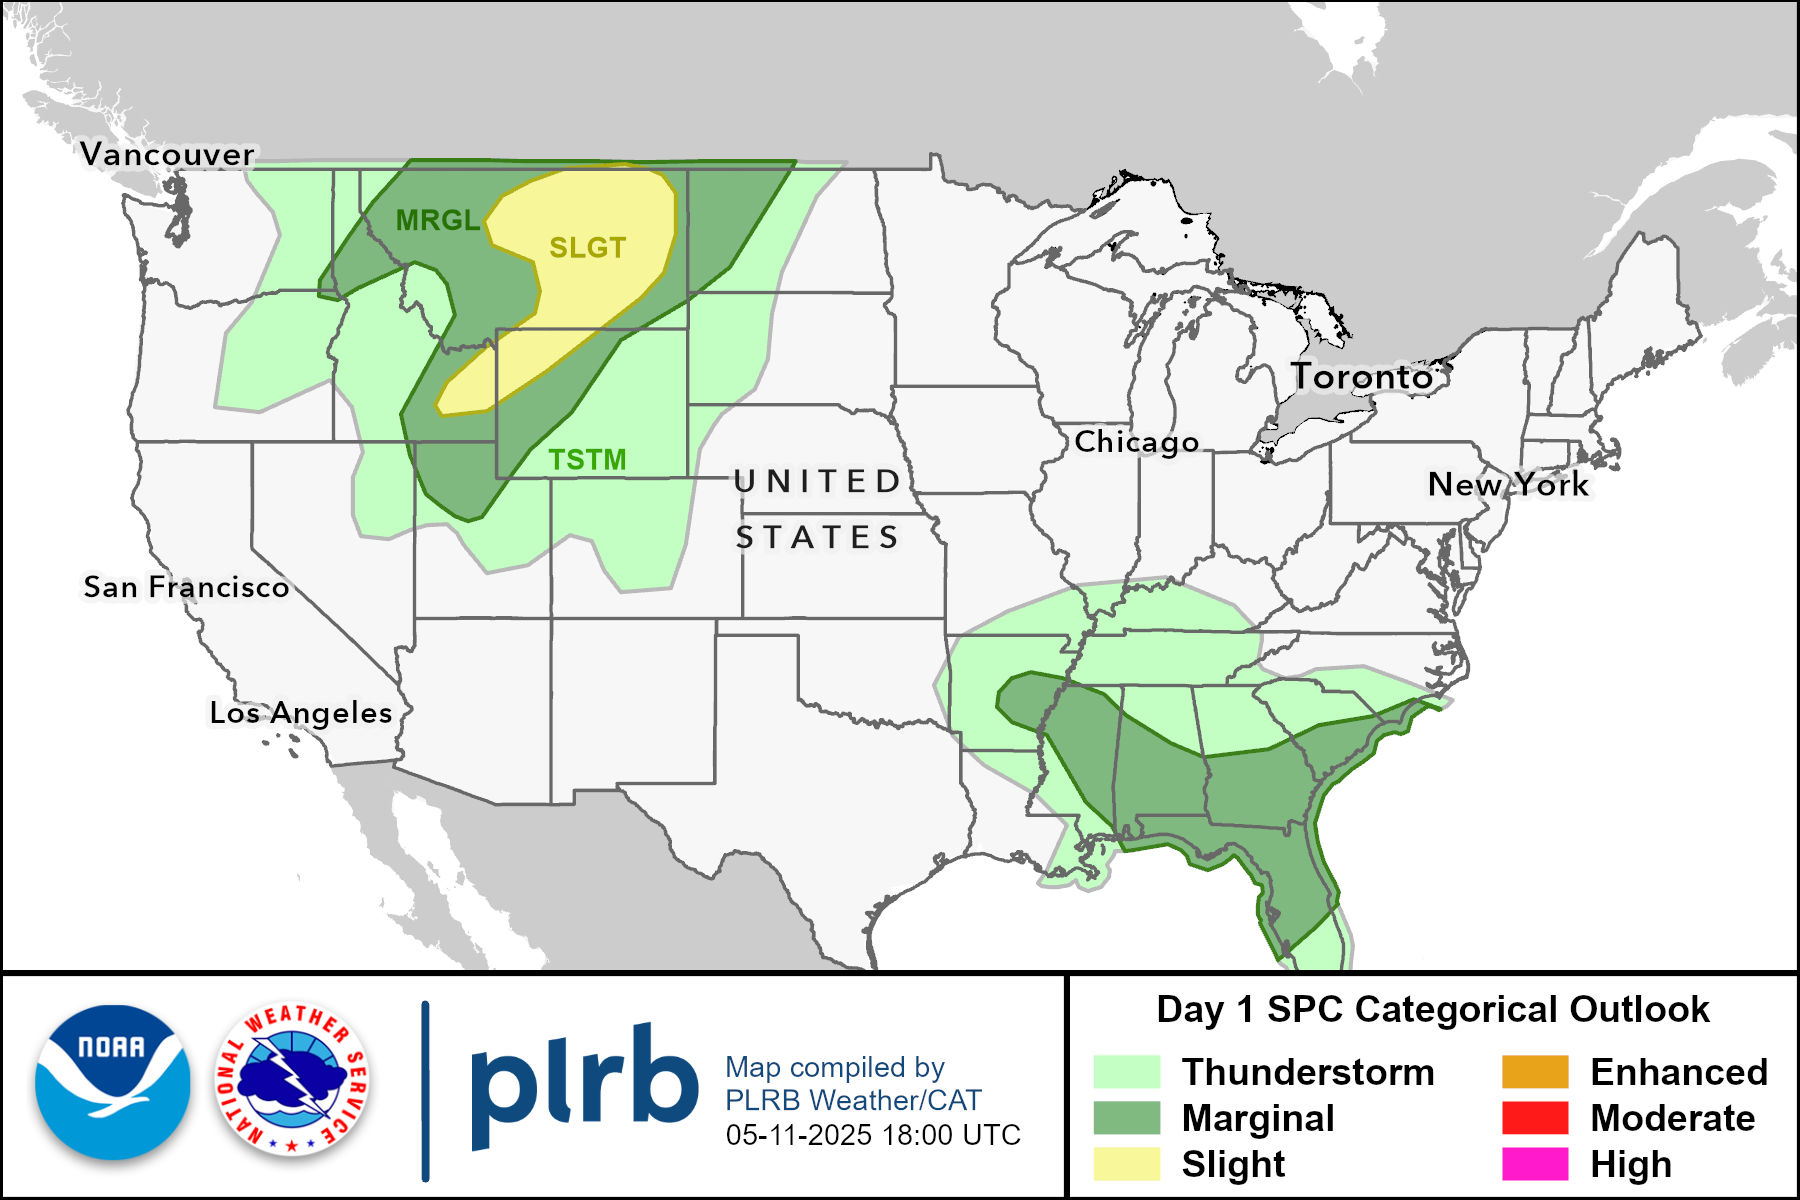 Vancouver
MRGL
SLGT
Toronto
Chicago
TSTM
UNITED
New York
STATES
San Francisco
Los Angeles
NOAA
NATIONAL WEATHER SERVICE
plrb
Map compiled by
PLRB Weather/CAT
05-11-2025 18:00 UTC
Day 1 SPC Categorical Outlook
Thunderstorm
Enhanced
Marginal
Moderate
Slight
High